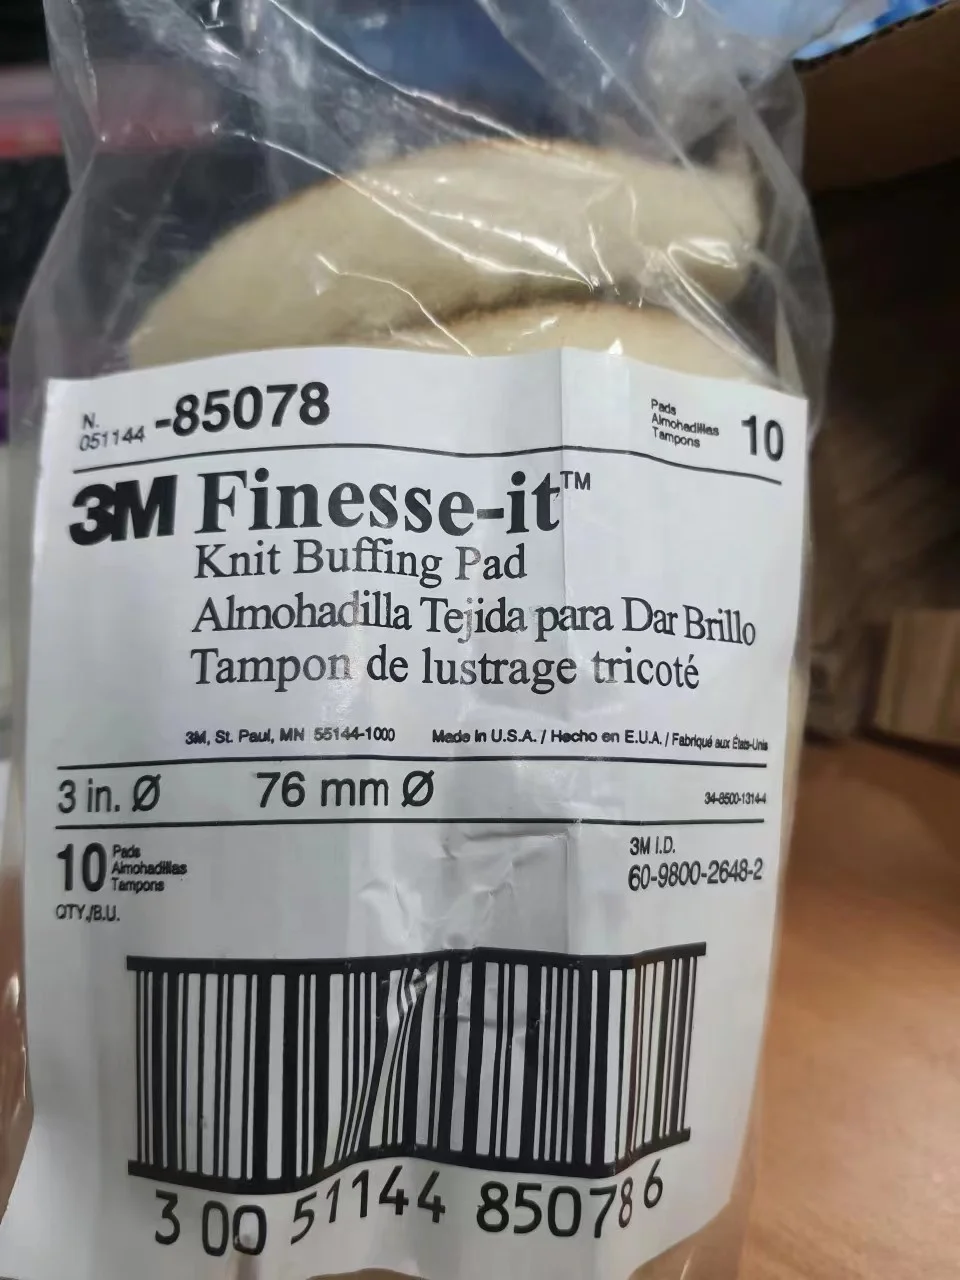 N.
051144 -85078
Pads
Almohadillas
Tampons
10
3M Finesse-it™
Knit Buffing Pad
Almohadilla Tejida para Dar Brillo
Tampon de lustrage tricoté
3M, St. Paul, MN 55144-1000 Made in U.S.A. / Hecho en E.U.A. / Fabriqué aux États-Unis
3 in. Ø 76 mm Ø 34-8500-1314-4
10 Pads
Almohadillas
Tampons
QTY./B.U.
3M I.D.
60-9800-2648-2
3 00 51144 85078 6